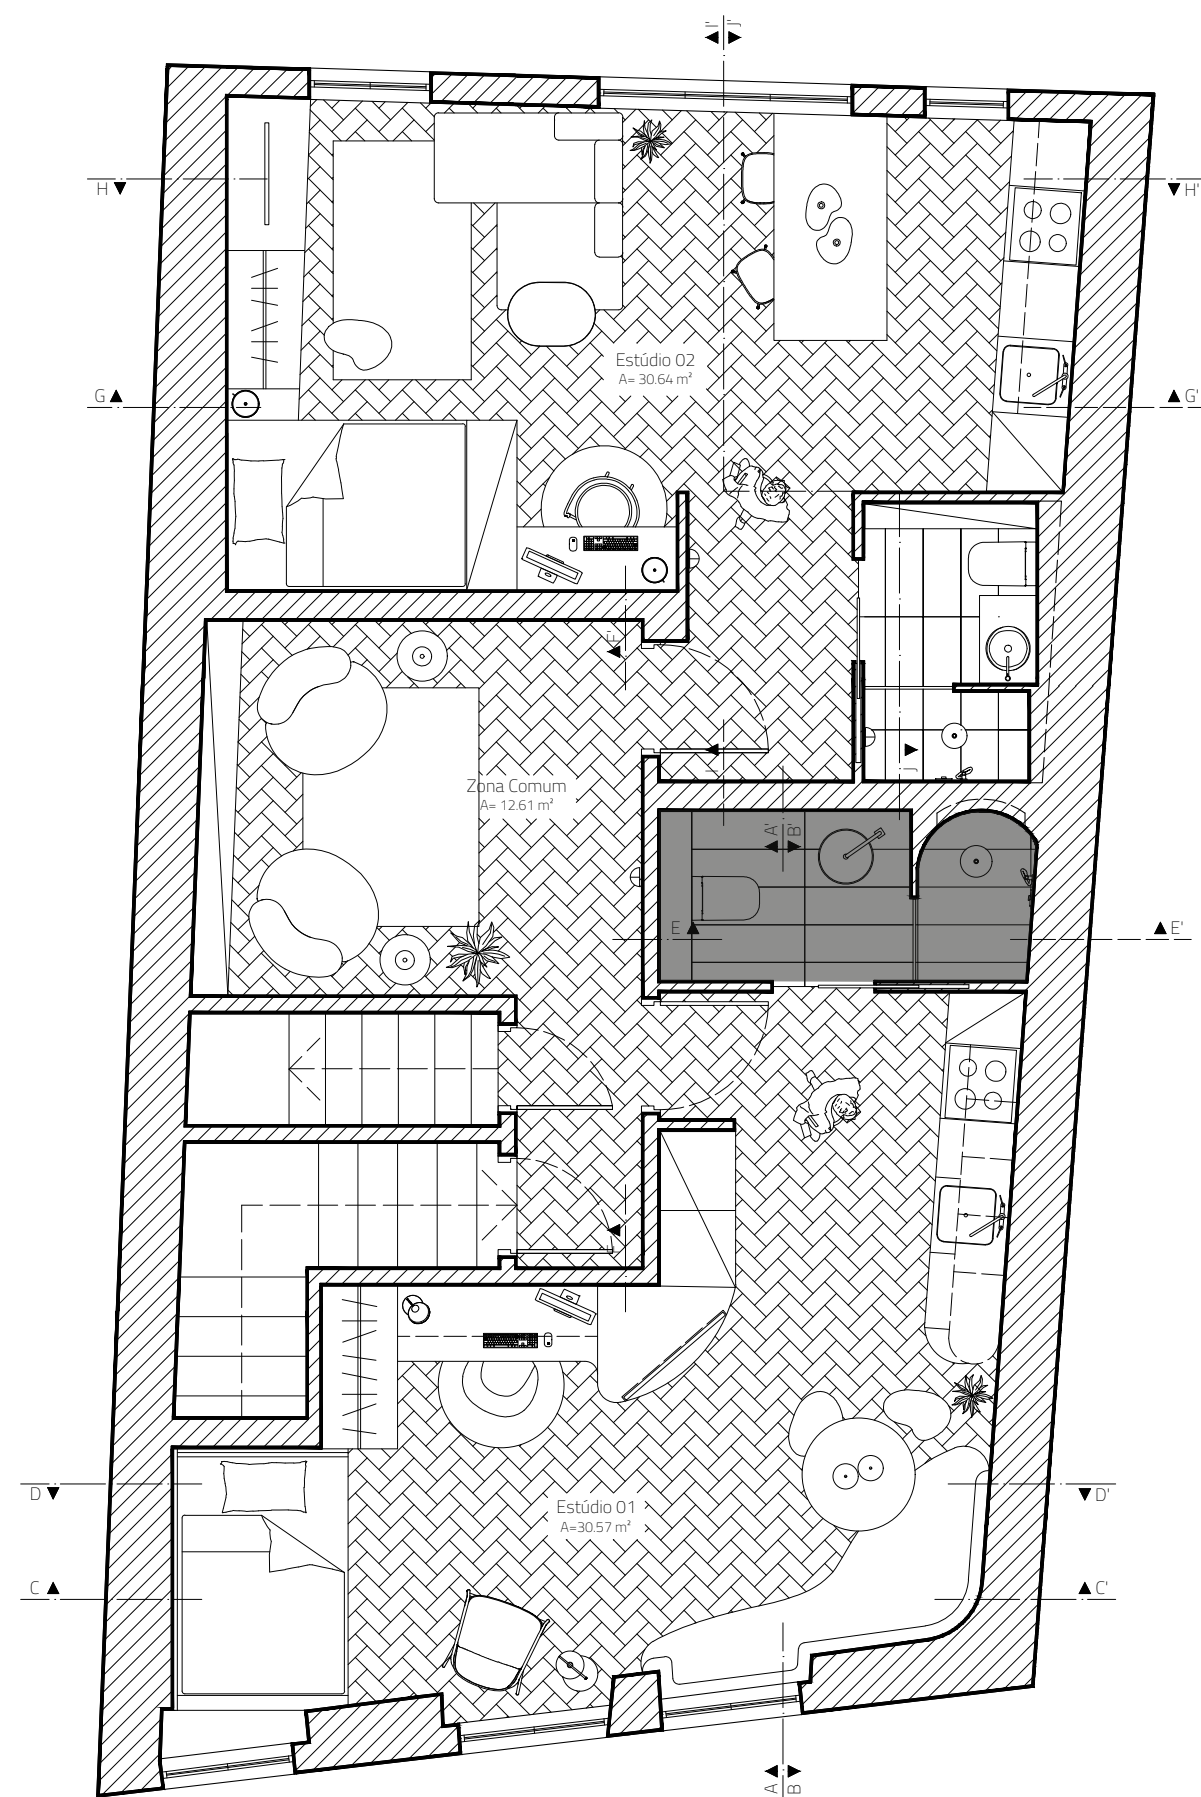 I' J'
H H'
Estúdio 02
A= 30.64 m²
G G'
F'
Zona Comum
A= 12.61 m²
I J
A' B'
E E'
F
D D'
Estúdio 01
A=30.57 m²
C C'
A B